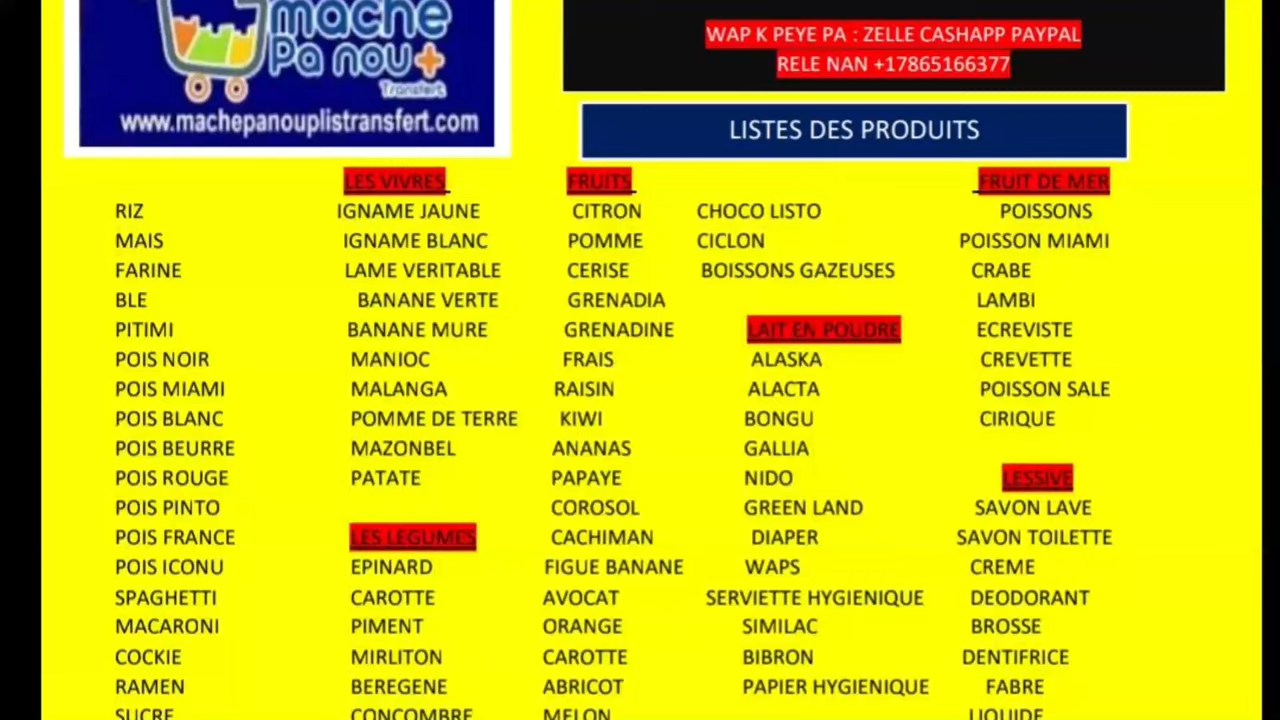 mache
Pa nou+
Transfert
www.machepanouplistransfert.com
WAP K PEYE PA : ZELLE CASHAPP PAYPAL
RELE NAN +17865166377
LISTES DES PRODUITS
RIZ
MAIS
FARINE
BLE
PITIMI
POIS NOIR
POIS MIAMI
POIS BLANC
POIS BEURRE
POIS ROUGE
POIS PINTO
POIS FRANCE
POIS ICONU
SPAGHETTI
MACARONI
COCKIE
RAMEN
SUCRE
LES VIVRES
IGNAME JAUNE
IGNAME BLANC
LAME VERITABLE
BANANE VERTE
BANANE MURE
MANIOC
MALANGA
POMME DE TERRE
MAZONBEL
PATATE
LES LEGUMES
EPINARD
CAROTTE
PIMENT
MIRLITON
BEREGENE
CONCOMBRE
FRUITS
CITRON
POMME
CERISE
GRENADIA
GRENADINE
FRAIS
RAISIN
KIWI
ANANAS
PAPAYE
COROSOL
CACHIMAN
FIGUE BANANE
AVOCAT
ORANGE
CAROTTE
ABRICOT
MELON
CHOCO LISTO
CICLON
BOISSONS GAZEUSES
LAIT EN POUDRE
ALASKA
ALACTA
BONGU
GALLIA
NIDO
GREEN LAND
DIAPER
WAPS
SERVIETTE HYGIENIQUE
SIMILAC
BIBRON
PAPIER HYGIENIQUE
FRUIT DE MER
POISSONS
POISSON MIAMI
CRABE
LAMBI
ECREVISTE
CREVETTE
POISSON SALE
CIRIQUE
LESSIVE
SAVON LAVE
SAVON TOILETTE
CREME
DEODORANT
BROSSE
DENTIFRICE
FABRE
LIQUIDE